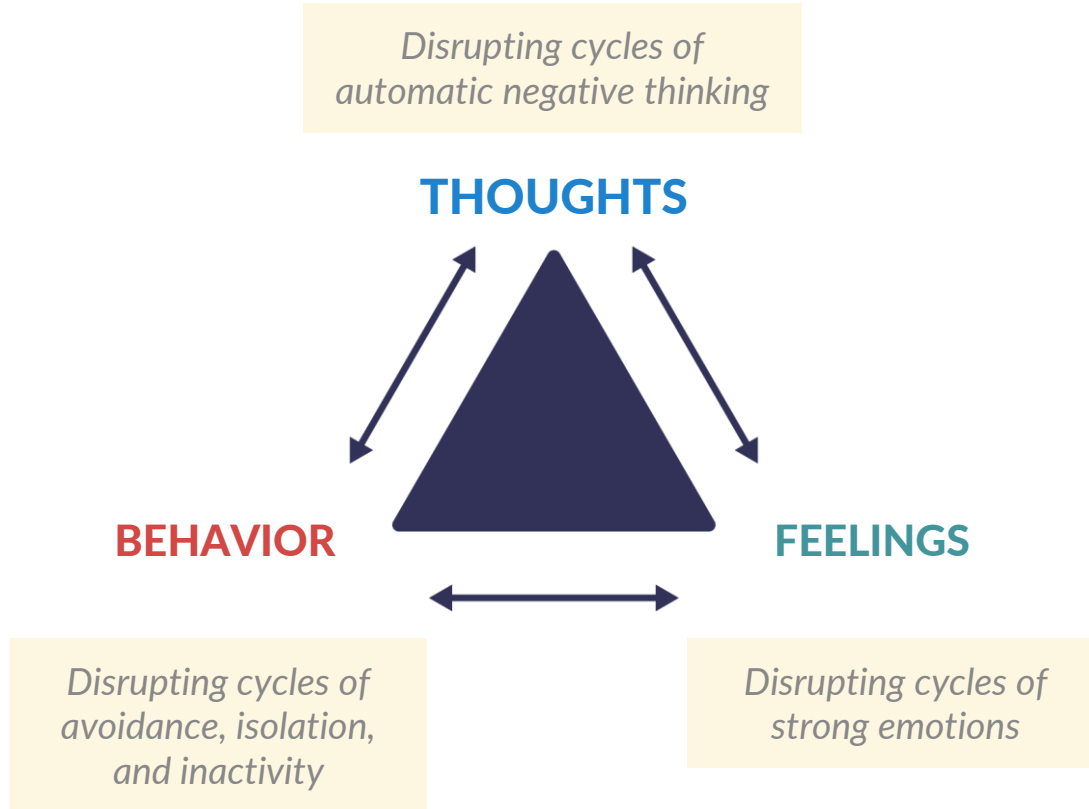 Disrupting cycles of
automatic negative thinking
THOUGHTS
BEHAVIOR
FEELINGS
Disrupting cycles of
avoidance, isolation,
and inactivity
Disrupting cycles of
strong emotions